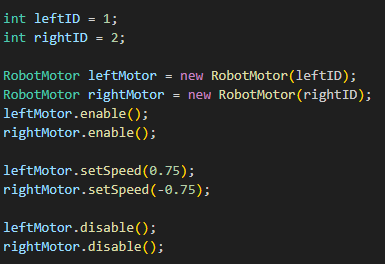 int leftID = 1;
int rightID = 2;

RobotMotor leftMotor = new RobotMotor(leftID);
RobotMotor rightMotor = new RobotMotor(rightID);
leftMotor.enable();
rightMotor.enable();

leftMotor.setSpeed(0.75);
rightMotor.setSpeed(-0.75);

leftMotor.disable();
rightMotor.disable();